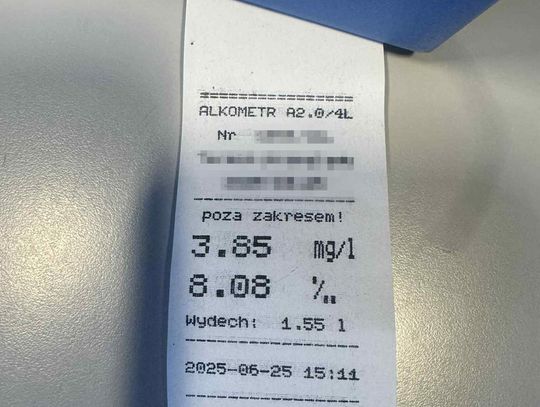 ALKOMETR A2.0/4Ł
Nr
poza zakresem!
3.85 mg/l
8.08 ‰
Wydech: 1.55 l
2025-06-25 15:11